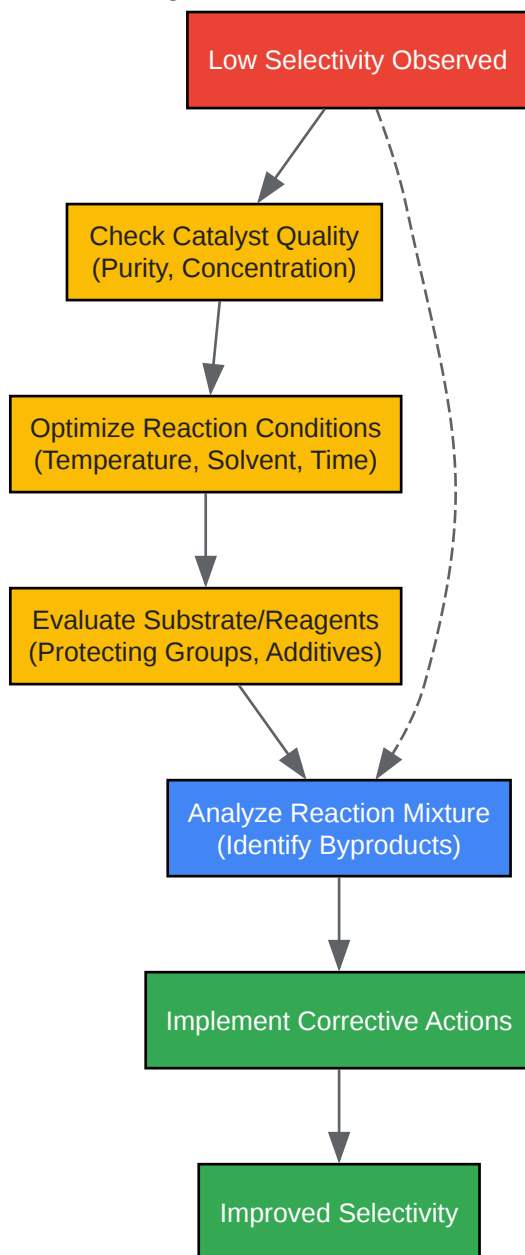 Low Selectivity Observed
Check Catalyst Quality
(Purity, Concentration)
Optimize Reaction Conditions
(Temperature, Solvent, Time)
Evaluate Substrate/Reagents
(Protecting Groups, Additives)
Analyze Reaction Mixture
(Identify Byproducts)
Implement Corrective Actions
Improved Selectivity